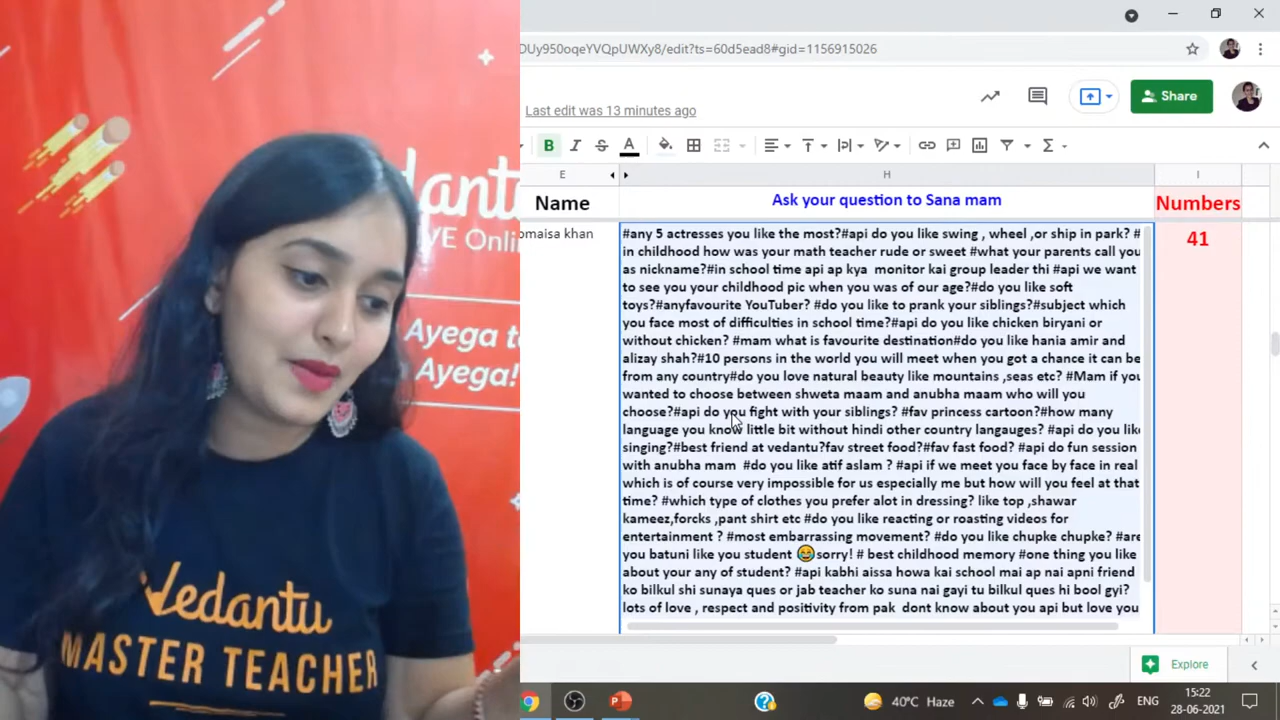 edantu
VE Onlin
Ayega t
Ayega!
Vedantu
MASTER TEACHER
DUy950oqeYVQpUWXy8/edit?ts=60d5ead8#gid=1156915026
Last edit was 13 minutes ago
Share
B I S A
E H I
Name Ask your question to Sana mam Numbers
omaisa khan 41
#any 5 actresses you like the most?#api do you like swing , wheel ,or ship in park? #
in childhood how was your math teacher rude or sweet #what your parents call you
as nickname?#in school time api ap kya monitor kai group leader thi #api we want
to see you your childhood pic when you was of our age?#do you like soft
toys?#anyfavourite YouTuber? #do you like to prank your siblings?#subject which
you face most of difficulties in school time?#api do you like chicken biryani or
without chicken? #mam what is favourite destination#do you like hania amir and
alizay shah?#10 persons in the world you will meet when you got a chance it can be
from any country#do you love natural beauty like mountains ,seas etc? #Mam if you
wanted to choose between shweta maam and anubha maam who will you
choose?#api do you fight with your siblings? #fav princess cartoon?#how many
language you know little bit without hindi other country langauges? #api do you like
singing?#best friend at vedantu?fav street food?#fav fast food? #api do fun session
with anubha mam #do you like atif aslam ? #api if we meet you face by face in real
which is of course very impossible for us especially me but how will you feel at that
time? #which type of clothes you prefer alot in dressing? like top ,shawar
kameez,forcks ,pant shirt etc #do you like reacting or roasting videos for
entertainment ? #most embarrassing movement? #do you like chupke chupke? #are
you batuni like you student 😂sorry! # best childhood memory #one thing you like
about your any of student? #api kabhi aissa howa kai school mai ap nai apni friend
ko bilkul shi sunaya ques or jab teacher ko suna nai gayi tu bilkul ques hi bool gyi?
lots of love , respect and positivity from pak dont know about you api but love you
Explore
40°C Haze ENG 15:22
28-06-2021